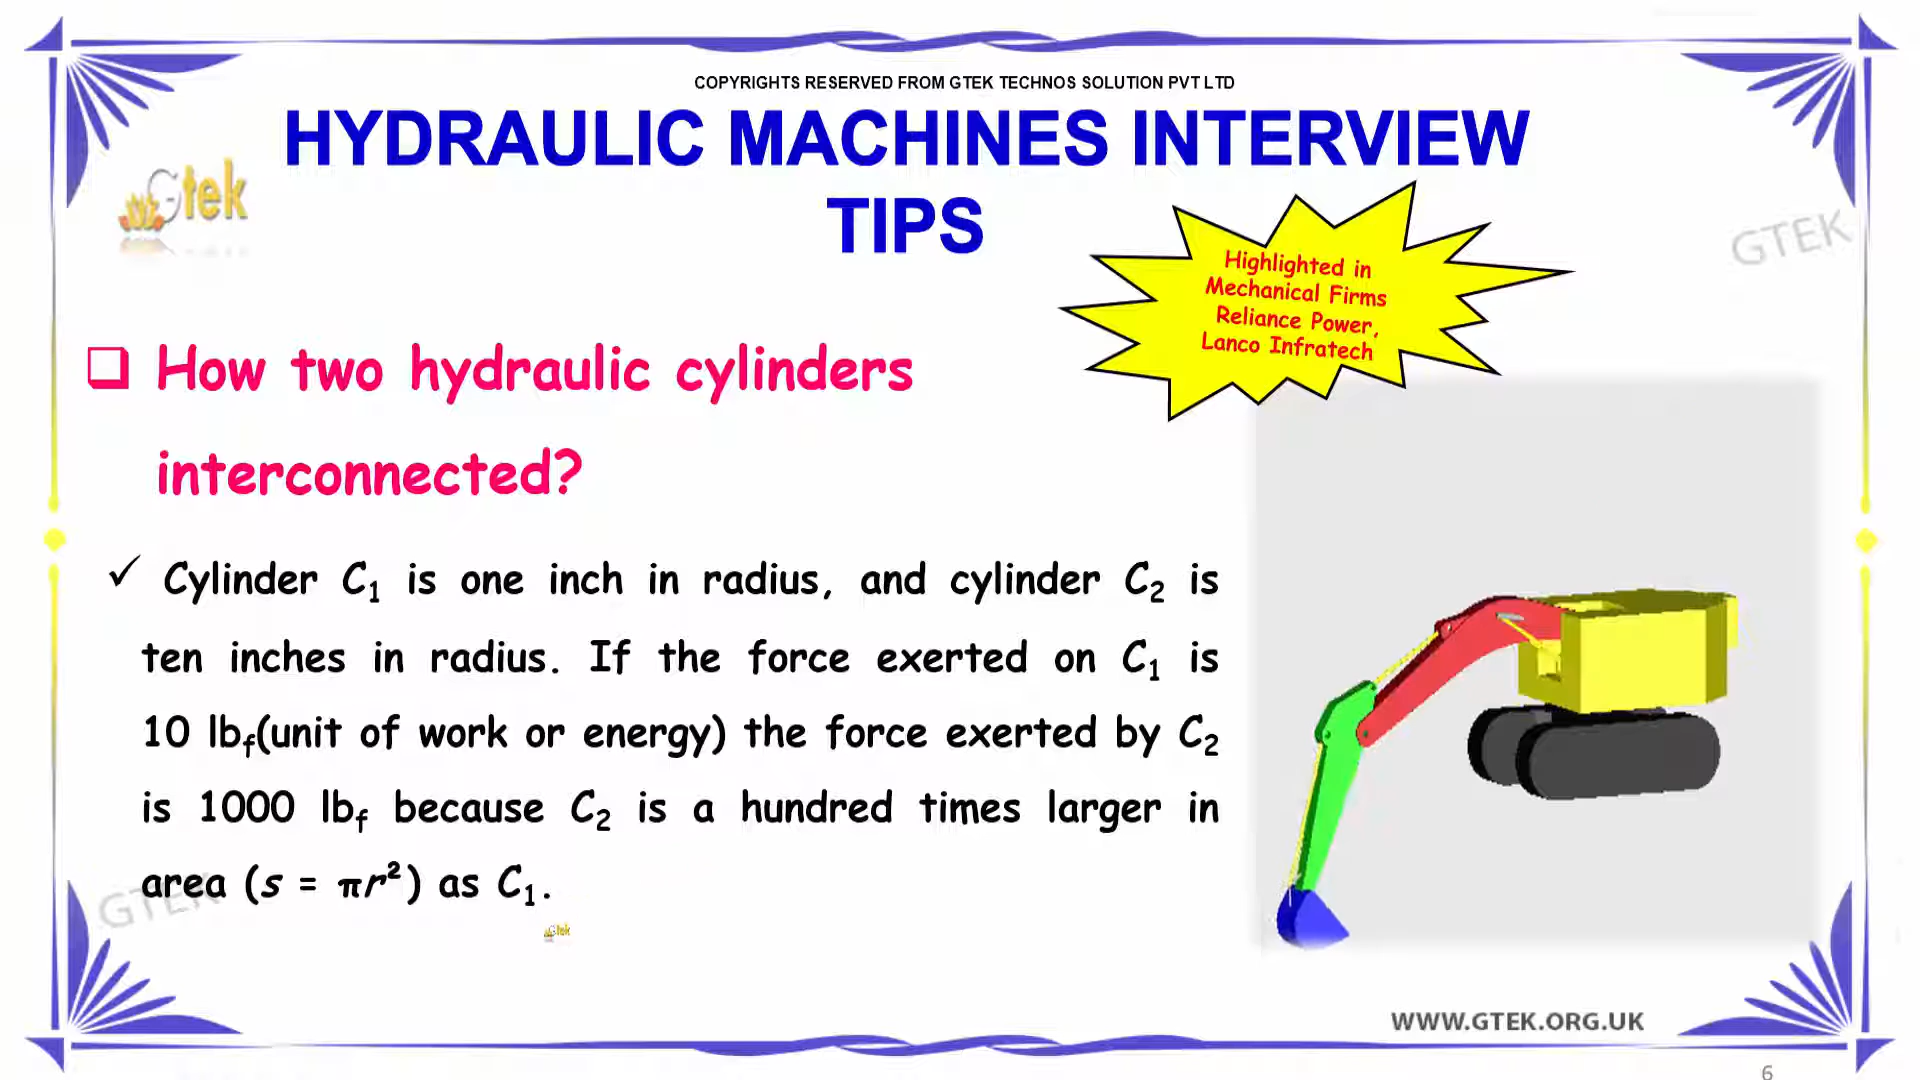 COPYRIGHTS RESERVED FROM GTEK TECHNOS SOLUTION PVT LTD
HYDRAULIC MACHINES INTERVIEW
TIPS
Gtek
GTEK
Highlighted in
Mechanical Firms
Reliance Power,
Lanco Infratech
❑ How two hydraulic cylinders
interconnected?
✓ Cylinder C₁ is one inch in radius, and cylinder C₂ is
ten inches in radius. If the force exerted on C₁ is
10 lbf(unit of work or energy) the force exerted by C₂
is 1000 lbf because C₂ is a hundred times larger in
area (s = πr²) as C₁.
GTEK
Gtek
WWW.GTEK.ORG.UK
6